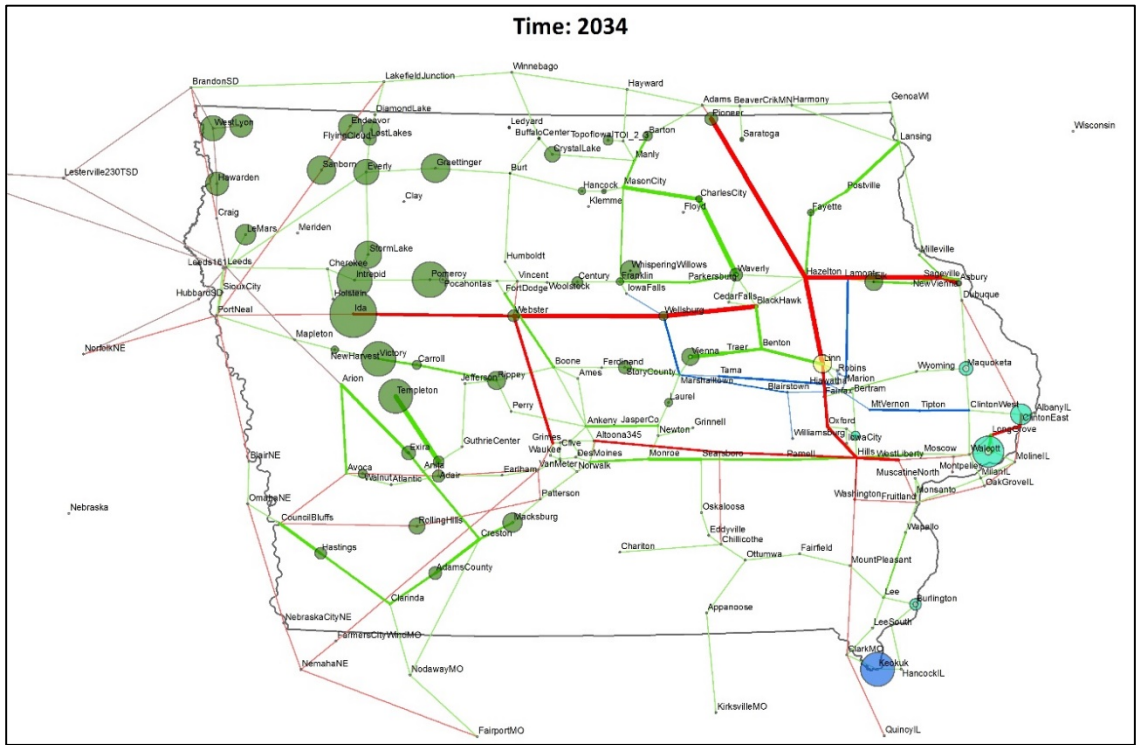 Time: 2034
Winnebago
BrandonSD
LakefieldJunction
Hayward
DiamondLake
Adams
BeaverCrikMN
Harmony
GenoaWI
Pioneer
WestLyon
Endeavor
Ledyard
FlyingCloud
LostLakes
BuffaloCenter
Barton
Saratoga
Wisconsin
Lansing
CrystalLake
Manly
Lesterville230TSD
Sanborn
Everly
Graettinger
Burt
Hawarden
MasonCity
Hancock
CharlesCity
Postville
Clay
Klemme
Floyd
Fayette
Craig
LeMars
Meriden
StormLake
Milleville
Leeds161
Leeds
Cherokee
Intrepid
Pomeroy
Pocahontas
Humboldt
Vincent
FortDodge
Woolstock
Century
WhisperingWillows
Franklin
IowaFalls
Parkersburg
Waverly
Hazelton
Lamont
Sageville
Asbury
NewVienna
Dubuque
SiouxCity
HubbardSD
Holstein
PortNeal
Ida
Webster
Wellsburg
CedarFalls
BlackHawk
NorfolkNE
Mapleton
NewHarvest
Victory
Carroll
Boone
Ferdinand
Vienna
Traer
Benton
Linn
Robins
Marion
Wyoming
Maquoketa
Arion
Templeton
Jefferson
Rippey
Ames
StoryCounty
Marshalltown
Tama
Blairstown
Hiawatha
Fairfax
Bertram
Perry
Laurel
MtVernon
Tipton
ClintonWest
AlbanyIL
ClintonEast
LongGrove
Ankeny
JasperCo
Grinnell
Newton
Williamsburg
Oxford
IowaCity
Exira
GuthrieCenter
Grimes
Clive
Altoona345
Waukee
DesMoines
VanMeter
Norwalk
Monroe
Searsboro
Parnell
Hills
WestLiberty
Moscow
Walcott
BlairNE
Avoca
Anita
Adair
Walnut
Atlantic
Earlham
Montpelier
MilanIL
MolineIL
OakGroveIL
MuscatineNorth
Monsanto
Nebraska
OmahaNE
Patterson
Washington
Fruitland
CouncilBluffs
RollingHills
Macksburg
Oskaloosa
Wapallo
Creston
Eddyville
Chillicothe
Hastings
Chariton
Ottumwa
Fairfield
MountPleasant
AdamsCounty
Clarinda
Appanoose
Lee
Burlington
NebraskaCityNE
LeeSouth
FarmersCityWindMO
ClarkMO
NemahaNE
NodawayMO
Keokuk
HancockIL
KirksvilleMO
FairportMO
QuincyIL